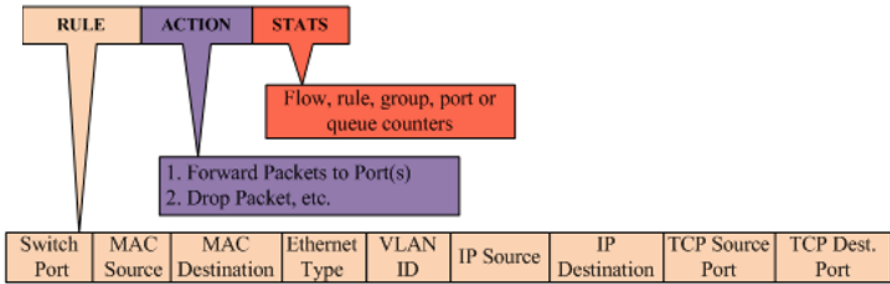 RULE ACTION STATS
Flow, rule, group, port or
queue counters
1. Forward Packets to Port(s)
2. Drop Packet, etc.
Switch
Port
MAC
Source
MAC
Destination
Ethernet
Type
VLAN
ID
IP Source
IP
Destination
TCP Source
Port
TCP Dest.
Port